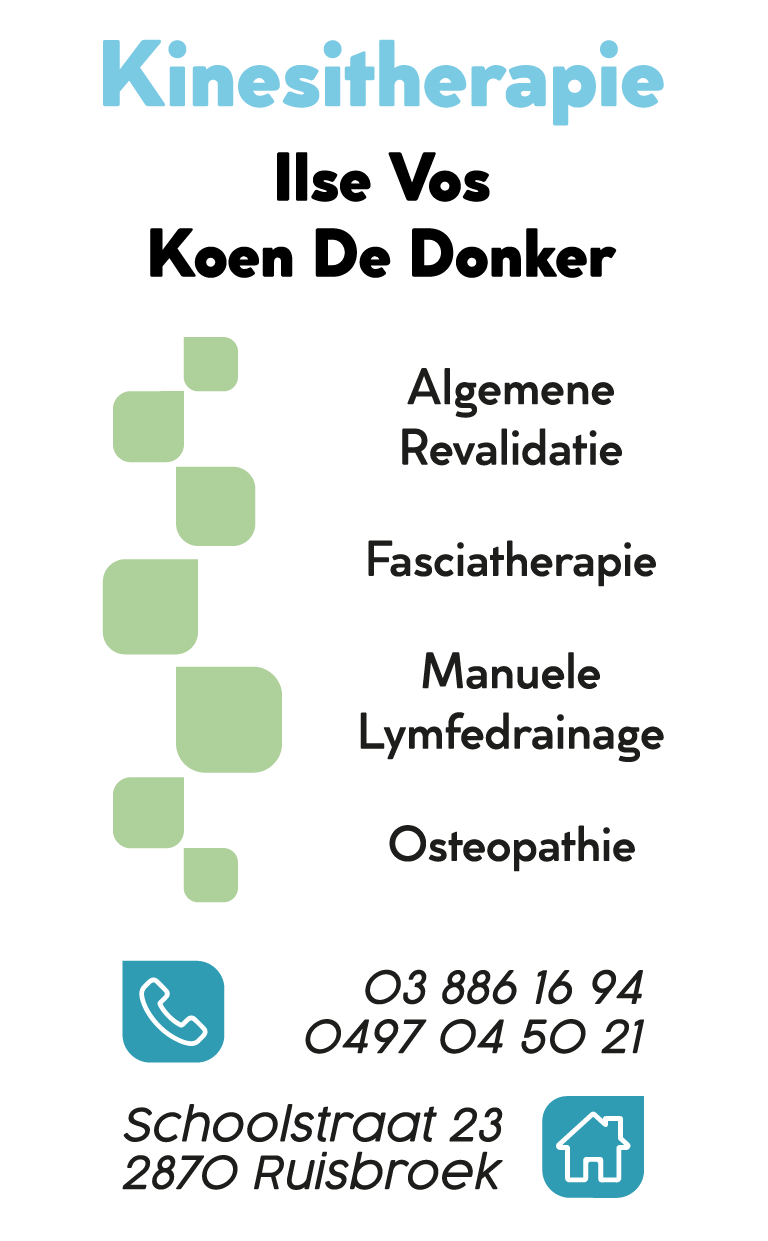 Kinesitherapie
Ilse Vos
Koen De Donker
Algemene
Revalidatie
Fasciatherapie
Manuele
Lymfedrainage
Osteopathie
03 886 16 94
0497 04 50 21
Schoolstraat 23
2870 Ruisbroek